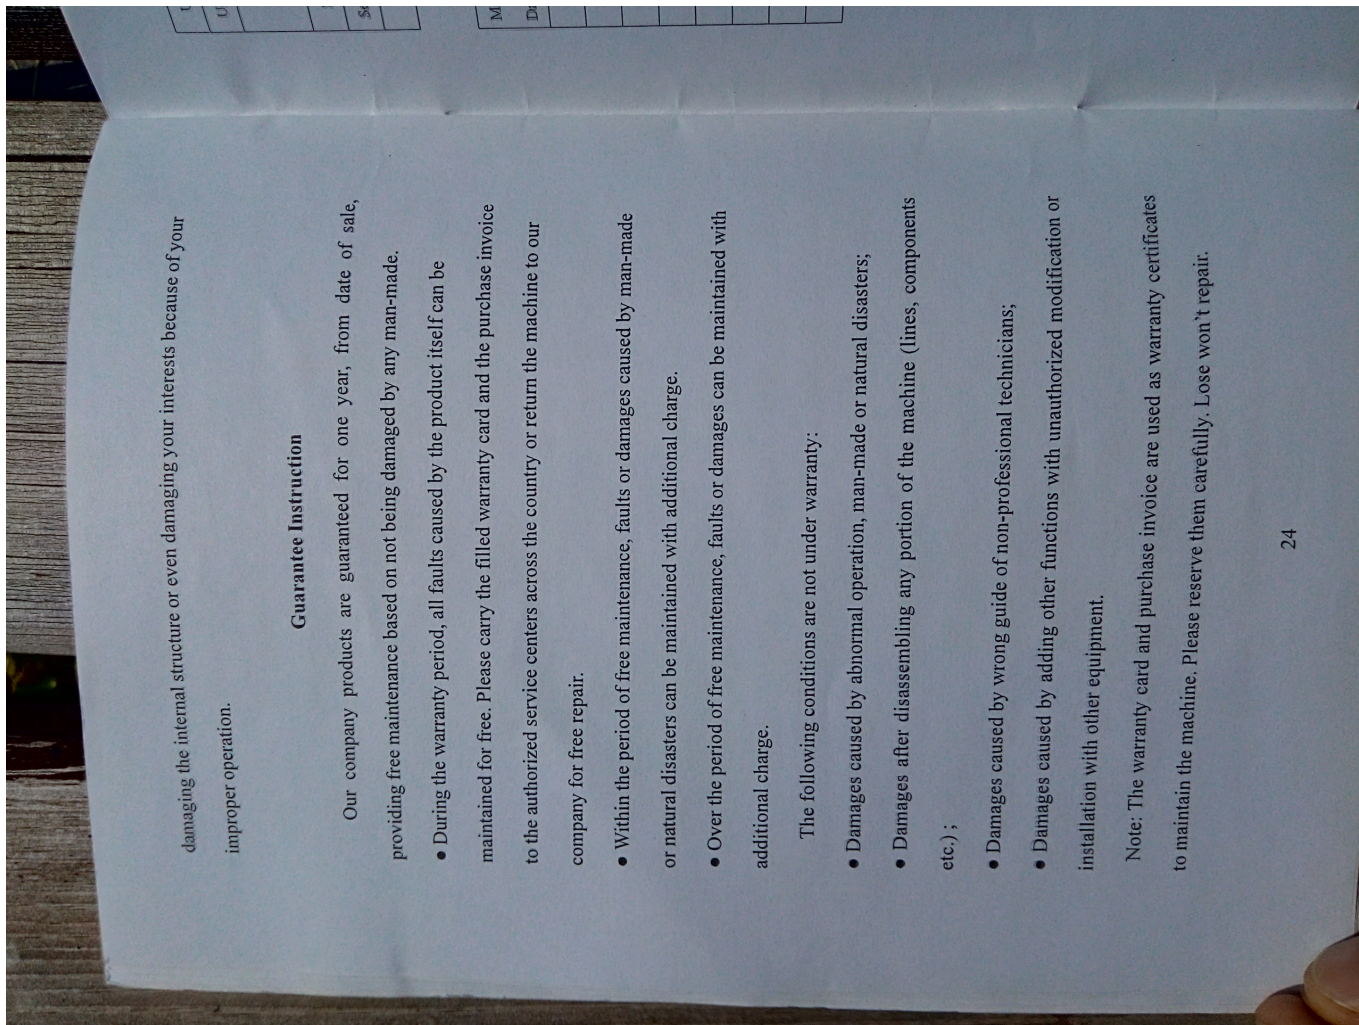 damaging the internal structure or even damaging your interests because of your
improper operation.
Guarantee Instruction
Our company products are guaranteed for one year, from date of sale,
providing free maintenance based on not being damaged by any man-made.
● During the warranty period, all faults caused by the product itself can be
maintained for free. Please carry the filled warranty card and the purchase invoice
to the authorized service centers across the country or return the machine to our
company for free repair.
● Within the period of free maintenance, faults or damages caused by man-made
or natural disasters can be maintained with additional charge.
● Over the period of free maintenance, faults or damages can be maintained with
additional charge.
The following conditions are not under warranty:
● Damages caused by abnormal operation, man-made or natural disasters;
● Damages after disassembling any portion of the machine (lines, components
etc.) ;
● Damages caused by wrong guide of non-professional technicians;
● Damages caused by adding other functions with unauthorized modification or
installation with other equipment.
Note: The warranty card and purchase invoice are used as warranty certificates
to maintain the machine. Please reserve them carefully. Lose won't repair.
24